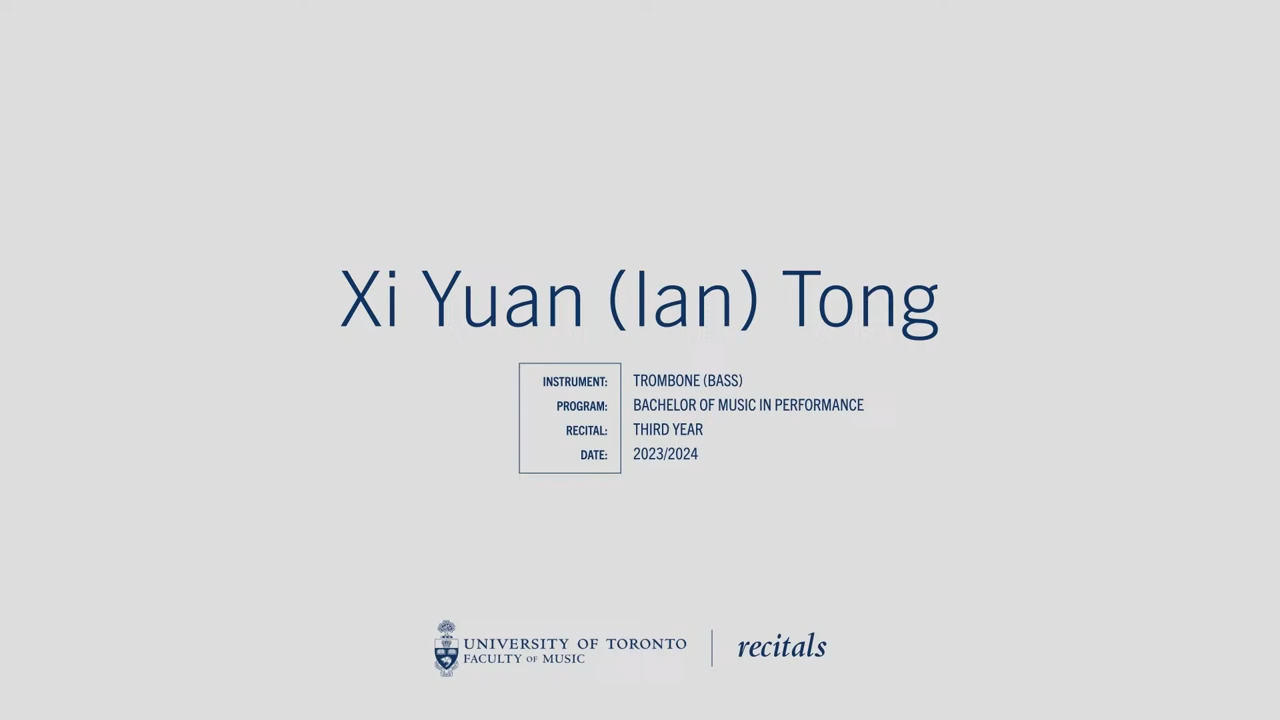 Xi Yuan (Ian) Tong
INSTRUMENT: TROMBONE (BASS)
PROGRAM: BACHELOR OF MUSIC IN PERFORMANCE
RECITAL: THIRD YEAR
DATE: 2023/2024
UNIVERSITY OF TORONTO
FACULTY OF MUSIC
recitals